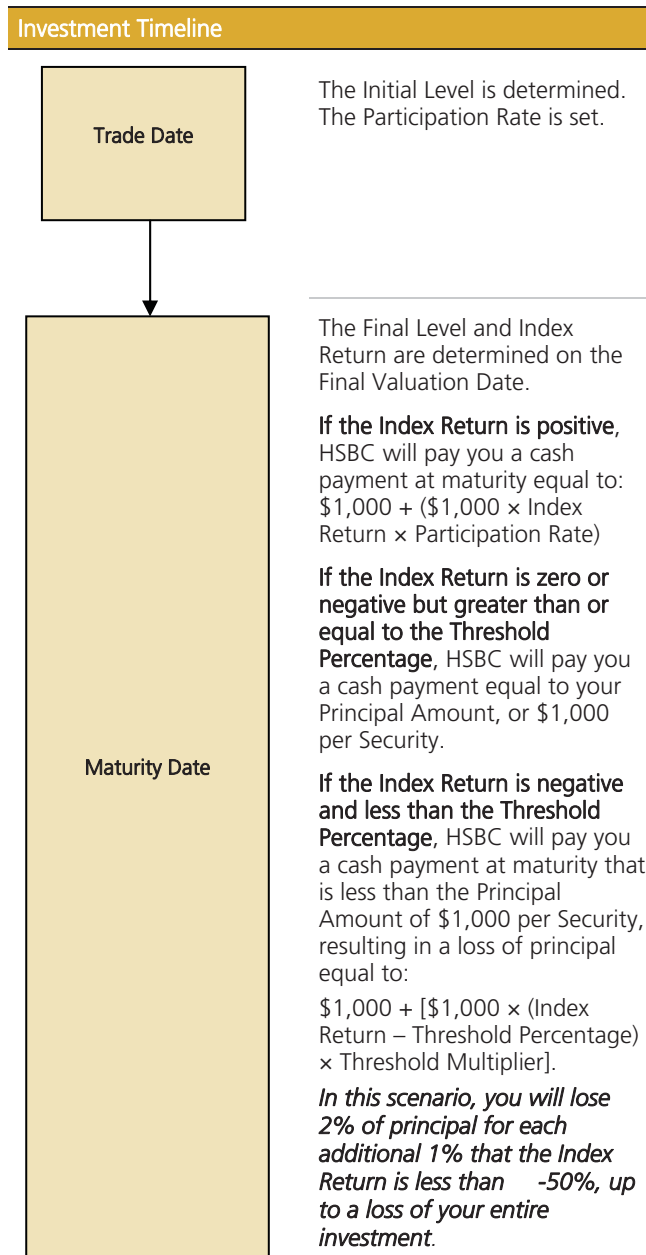 Investment Timeline
Trade Date
The Initial Level is determined.
The Participation Rate is set.
Maturity Date
The Final Level and Index
Return are determined on the
Final Valuation Date.
If the Index Return is positive,
HSBC will pay you a cash
payment at maturity equal to:
$1,000 + ($1,000 × Index
Return × Participation Rate)
If the Index Return is zero or
negative but greater than or
equal to the Threshold
Percentage, HSBC will pay you
a cash payment equal to your
Principal Amount, or $1,000
per Security.
If the Index Return is negative
and less than the Threshold
Percentage, HSBC will pay you
a cash payment at maturity that
is less than the Principal
Amount of $1,000 per Security,
resulting in a loss of principal
equal to:
$1,000 + [$1,000 × (Index
Return – Threshold Percentage)
× Threshold Multiplier].
In this scenario, you will lose
2% of principal for each
additional 1% that the Index
Return is less than -50%, up
to a loss of your entire
investment.